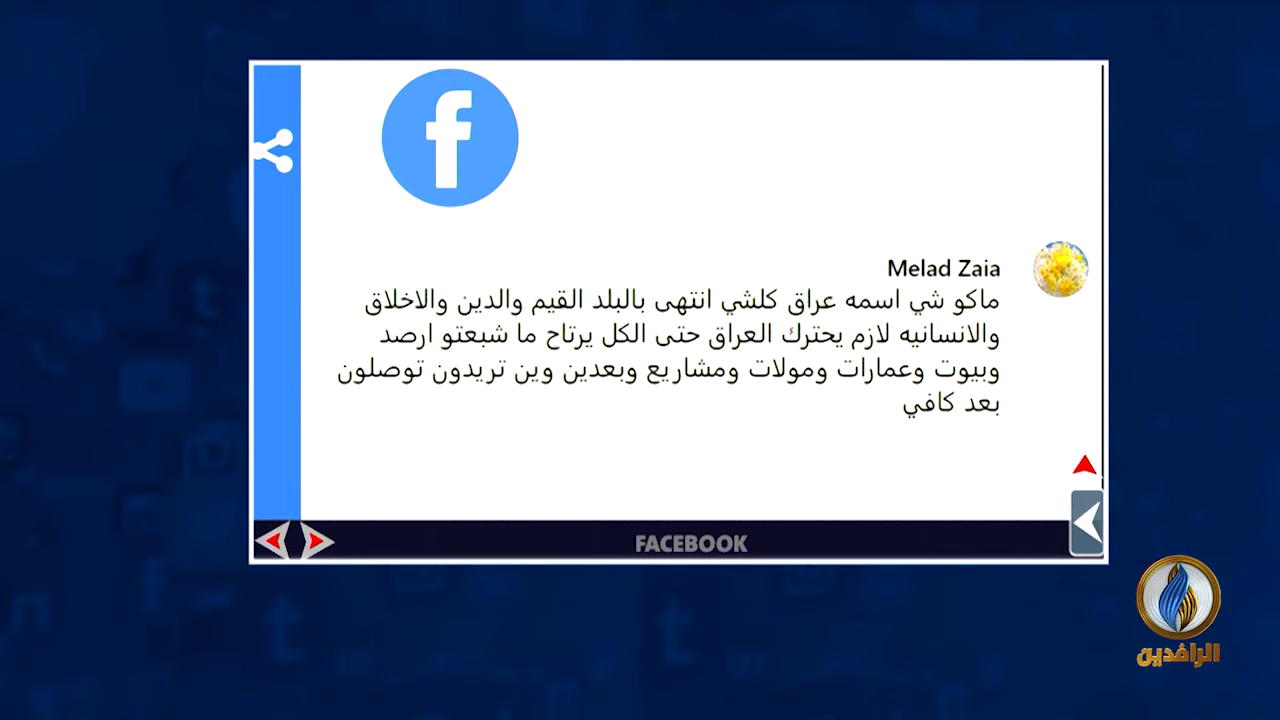 Melad Zaia
ماكو شي اسمه عراق كلشي انتهى بالبلد القيم والدين والاخلاق
والانسانيه لازم يحترك العراق حتى الكل يرتاح ما شبعتو ارصد
وبيوت وعمارات ومولات ومشاريع وبعدين وين تريدون توصلون
بعد كافي
FACEBOOK
الرافدين